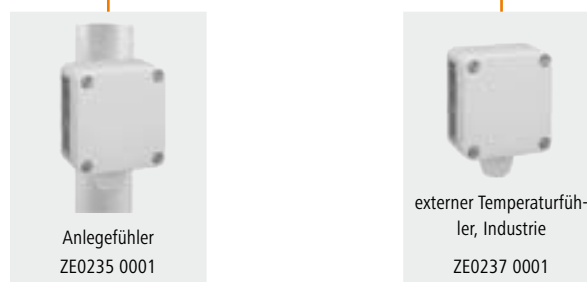 Anlegefühler
ZE0235 0001
externer Temperaturfüh-
ler, Industrie
ZE0237 0001